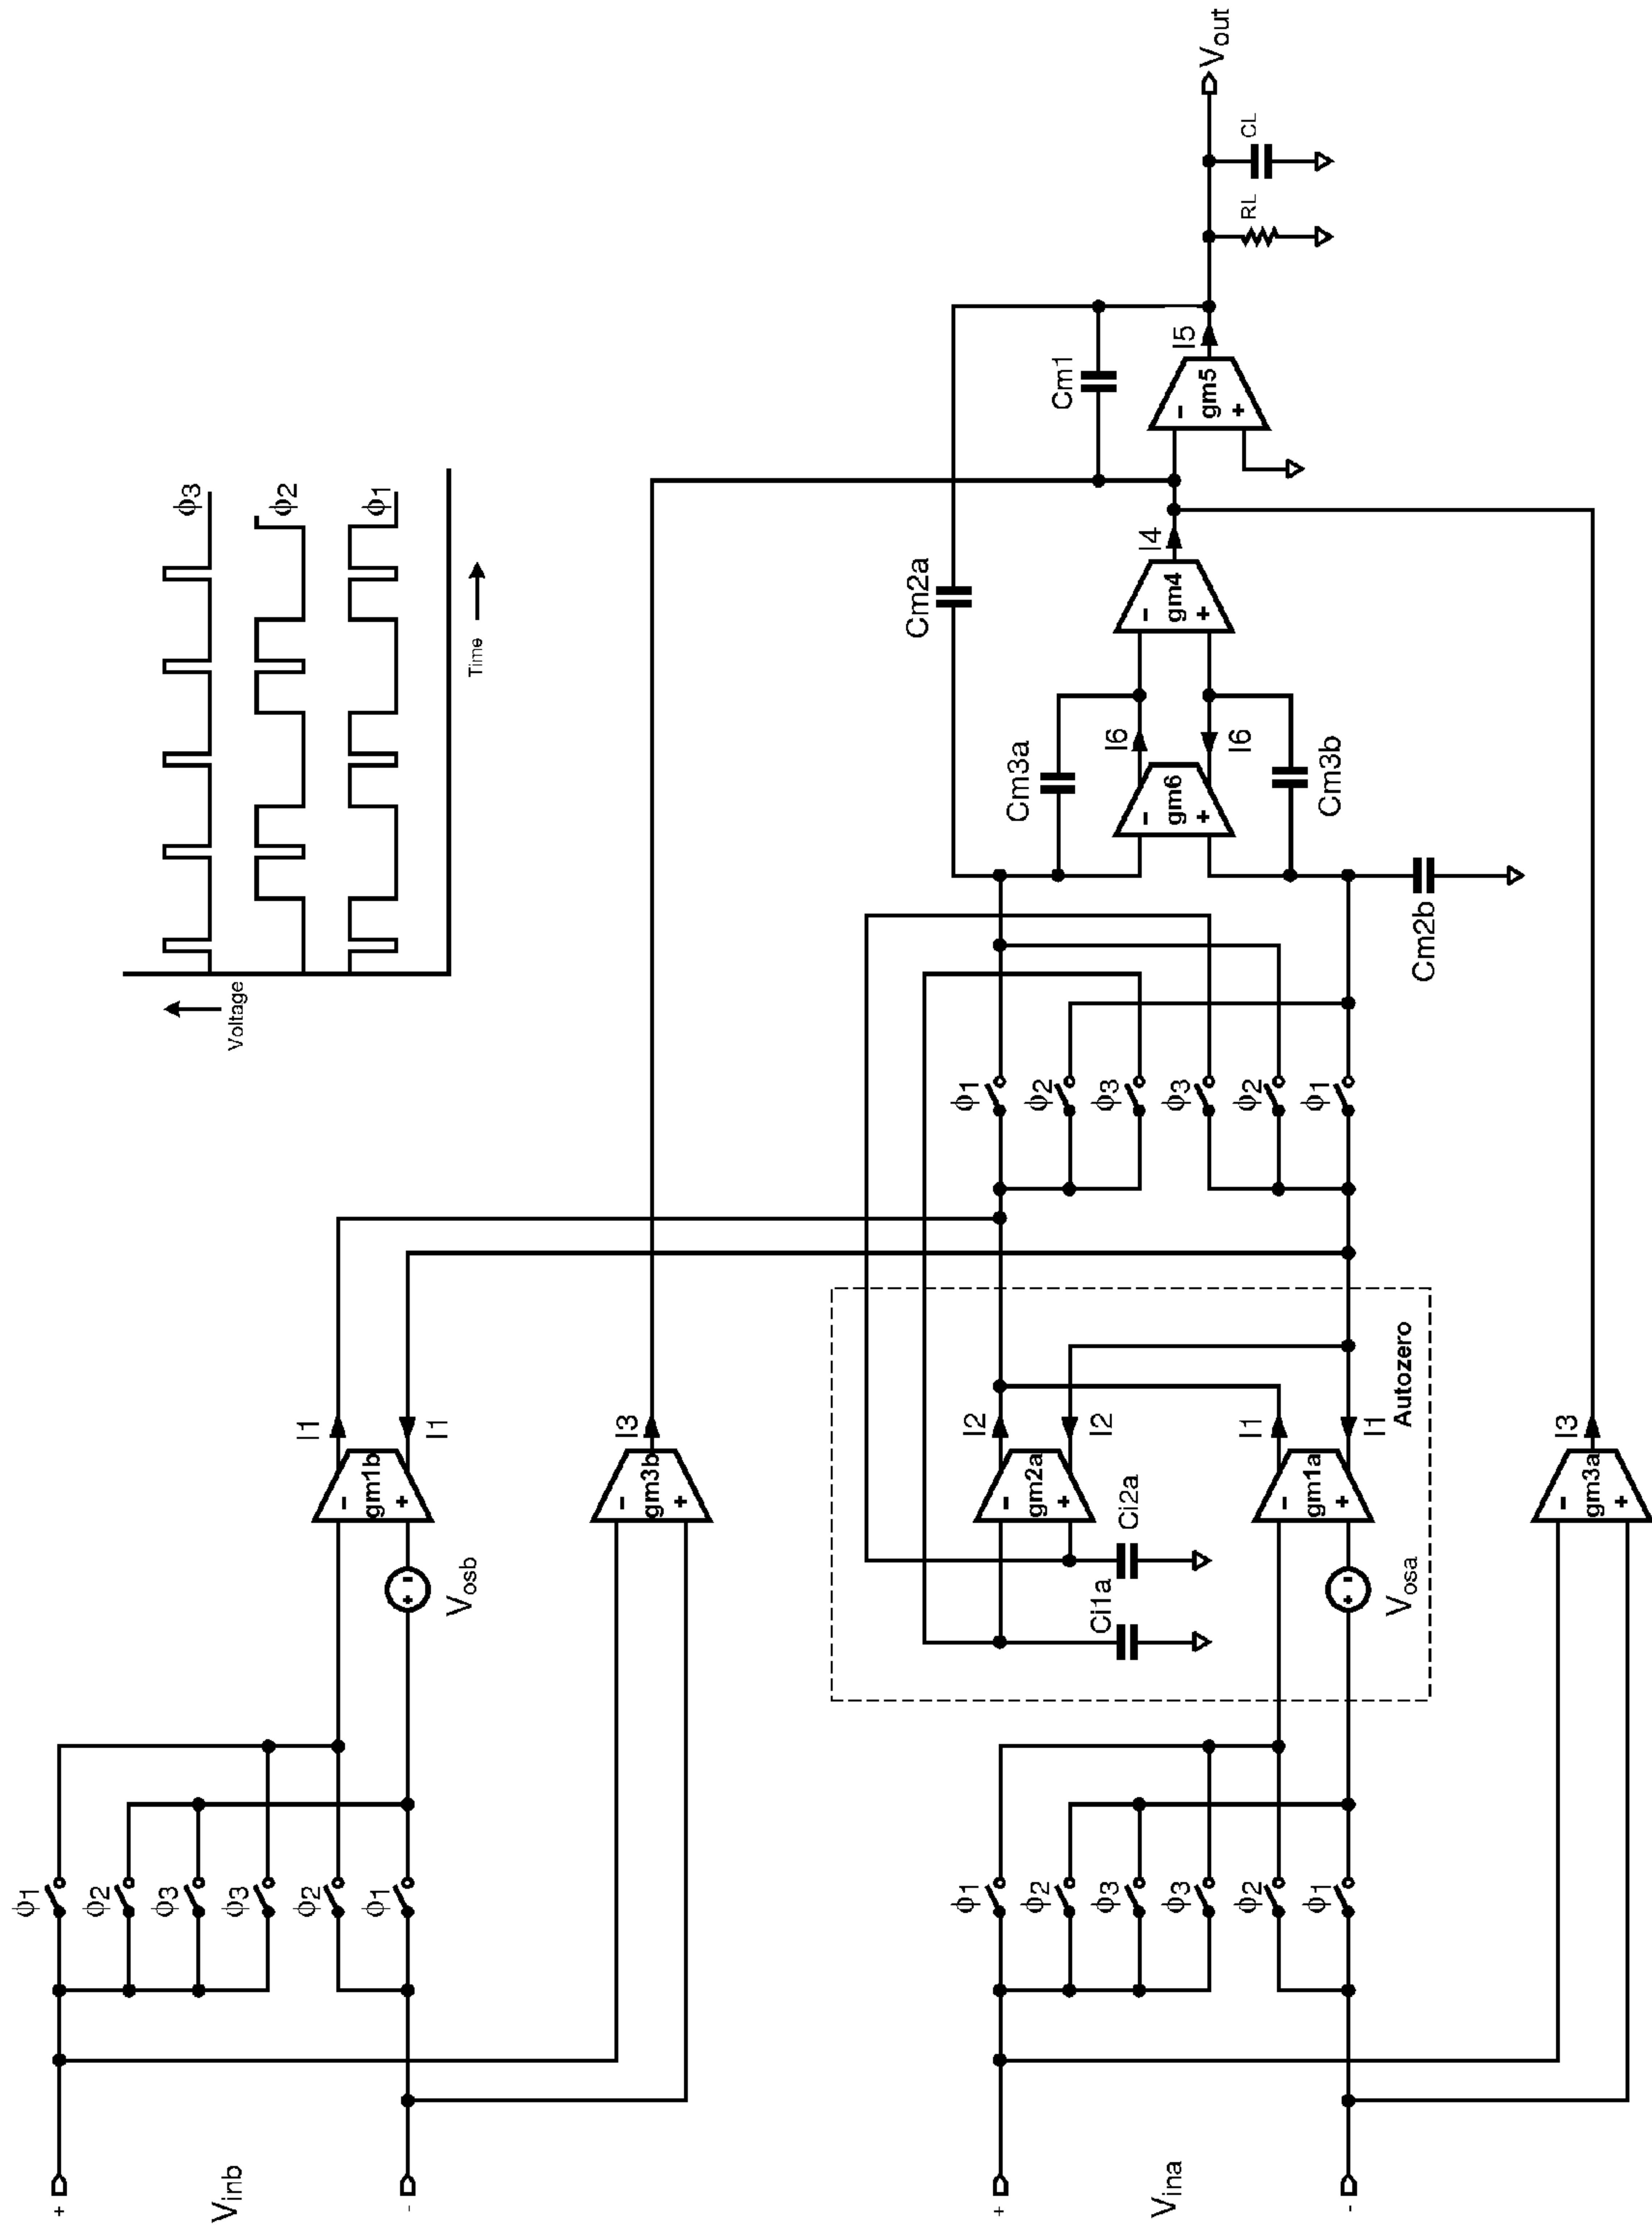 Voltage
Time
ϕ3
ϕ2
ϕ1
+
Vinb
-
ϕ1
ϕ2
ϕ3
ϕ3
ϕ2
ϕ1
+ -
Vosb
-
gm1b
+
I1
I1
-
gm3b
+
I3
+
Vina
-
ϕ1
ϕ2
ϕ3
ϕ3
ϕ2
ϕ1
Ci1a
Ci2a
-
gm2a
+
I2
I2
+ -
Vosa
-
gm1a
+
I1
I1
Autozero
-
gm3a
+
I3
ϕ1
ϕ2
ϕ3
ϕ3
ϕ2
ϕ1
Cm2a
Cm3a
-
gm6
+
I6
I6
Cm3b
Cm2b
-
gm4
+
I4
Cm1
-
gm5
+
I5
RL
CL
Vout